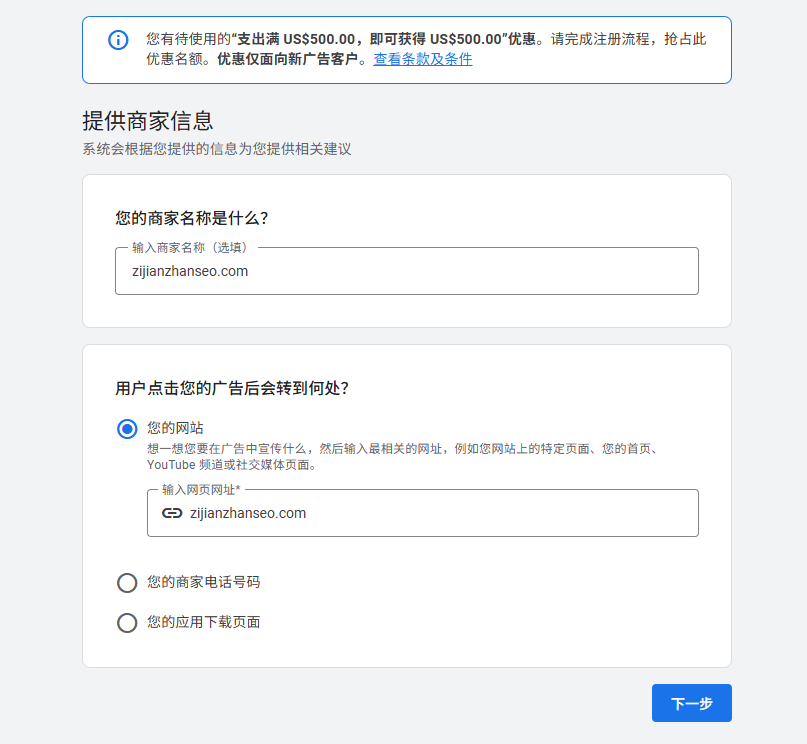 您有待使用的“支出满 US$500.00，即可获得 US$500.00”优惠。请完成注册流程，抢占此
优惠名额。优惠仅面向新广告客户。查看条款及条件
提供商家信息
系统会根据您提供的信息为您提供相关建议
您的商家名称是什么？
输入商家名称（选填）
zijianzhanseo.com
用户点击您的广告后会转到何处？
您的网站
想一想您要在广告中宣传什么，然后输入最相关的网址，例如您网站上的特定页面、您的首页、
YouTube 频道或社交媒体页面。
输入网页网址*
zijianzhanseo.com
您的商家电话号码
您的应用下载页面
下一步